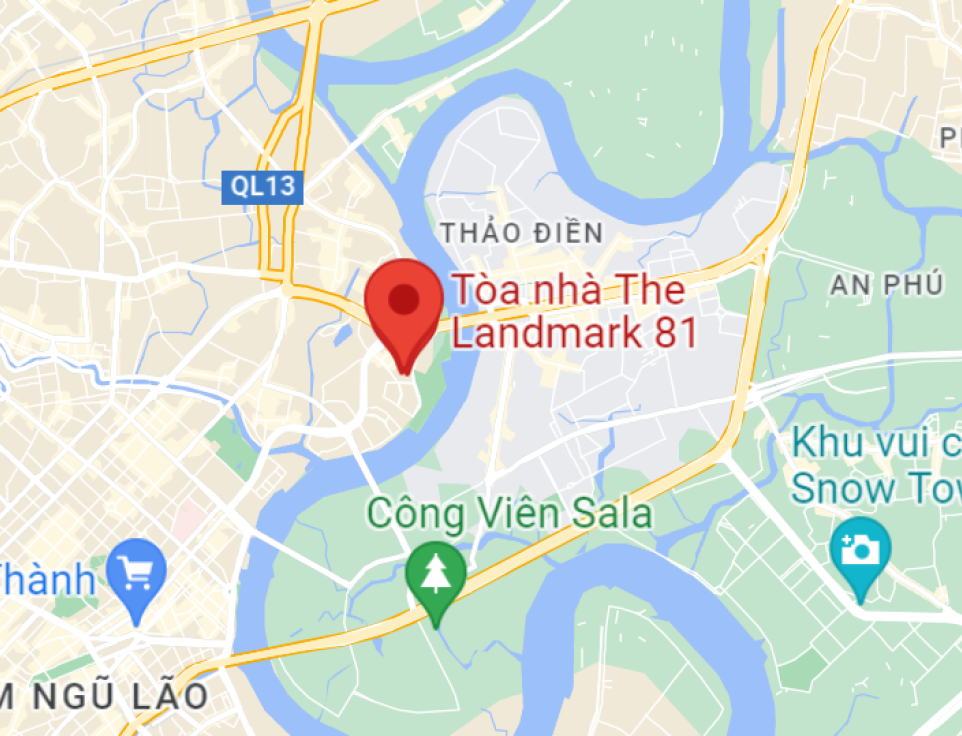 P
QL13
THẢO ĐIỀN
AN PHÚ
Tòa nhà The
Landmark 81
Khu vui c
Snow Tow
Công Viên Sala
Thành
M NGŨ LÃO